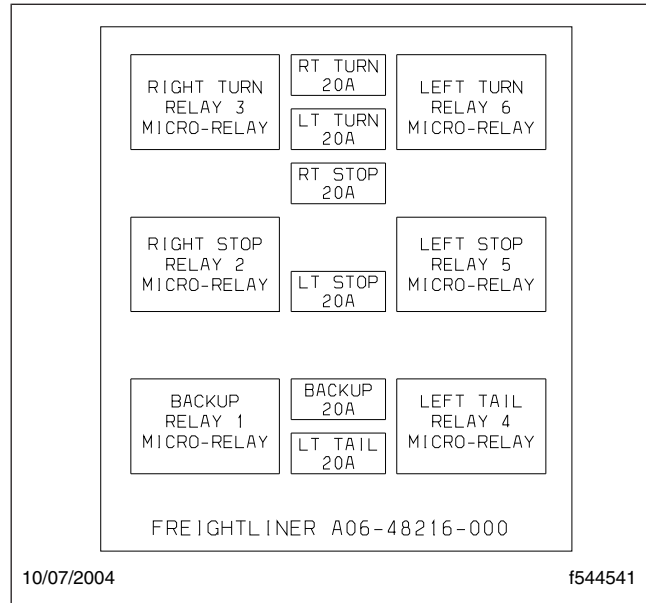 RIGHT TURN
RELAY 3
MICRO-RELAY
RT TURN
20A
LT TURN
20A
RT STOP
20A
LEFT TURN
RELAY 6
MICRO-RELAY
RIGHT STOP
RELAY 2
MICRO-RELAY
LT STOP
20A
LEFT STOP
RELAY 5
MICRO-RELAY
BACKUP
RELAY 1
MICRO-RELAY
BACKUP
20A
LT TAIL
20A
LEFT TAIL
RELAY 4
MICRO-RELAY
FREIGHTLINER A06-48216-000
10/07/2004
f544541